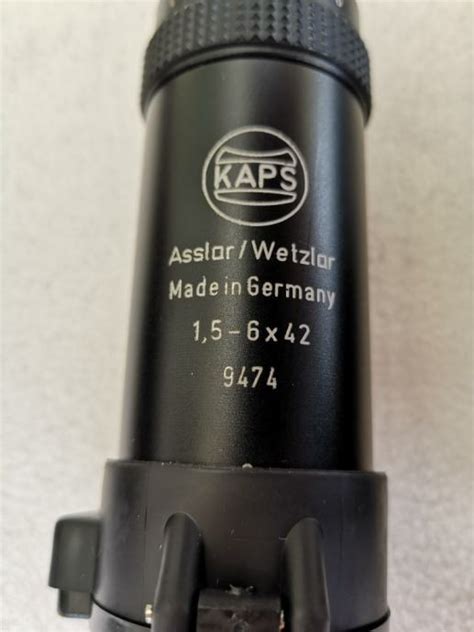 KAPS
Asslar/Wetzlar
Made in Germany
1,5-6x42
9474